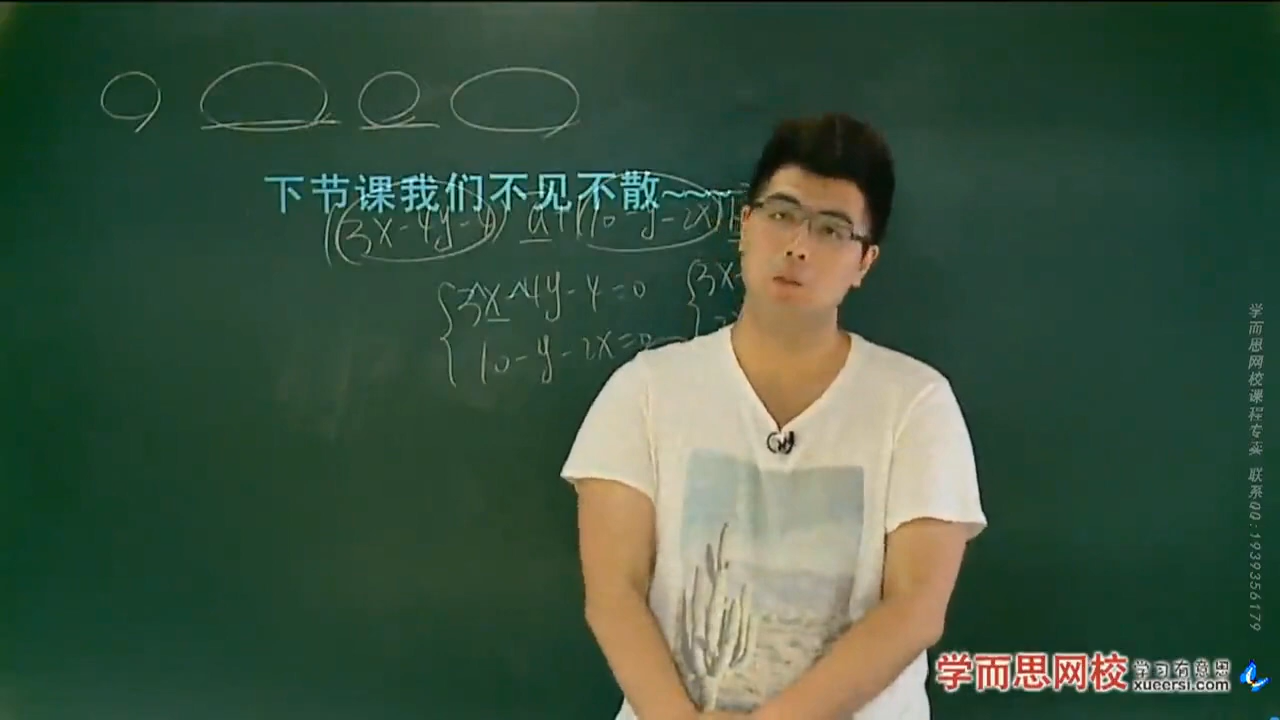 下节课我们不见不散~~~
(3x-4y-4)a+(10-y-2x)
3x-4y-4=0
3x-
10-y-2x=0
学而思网校课程专卖 联系QQ:1939356179
学而思网校 学习有意思
xueersi.com